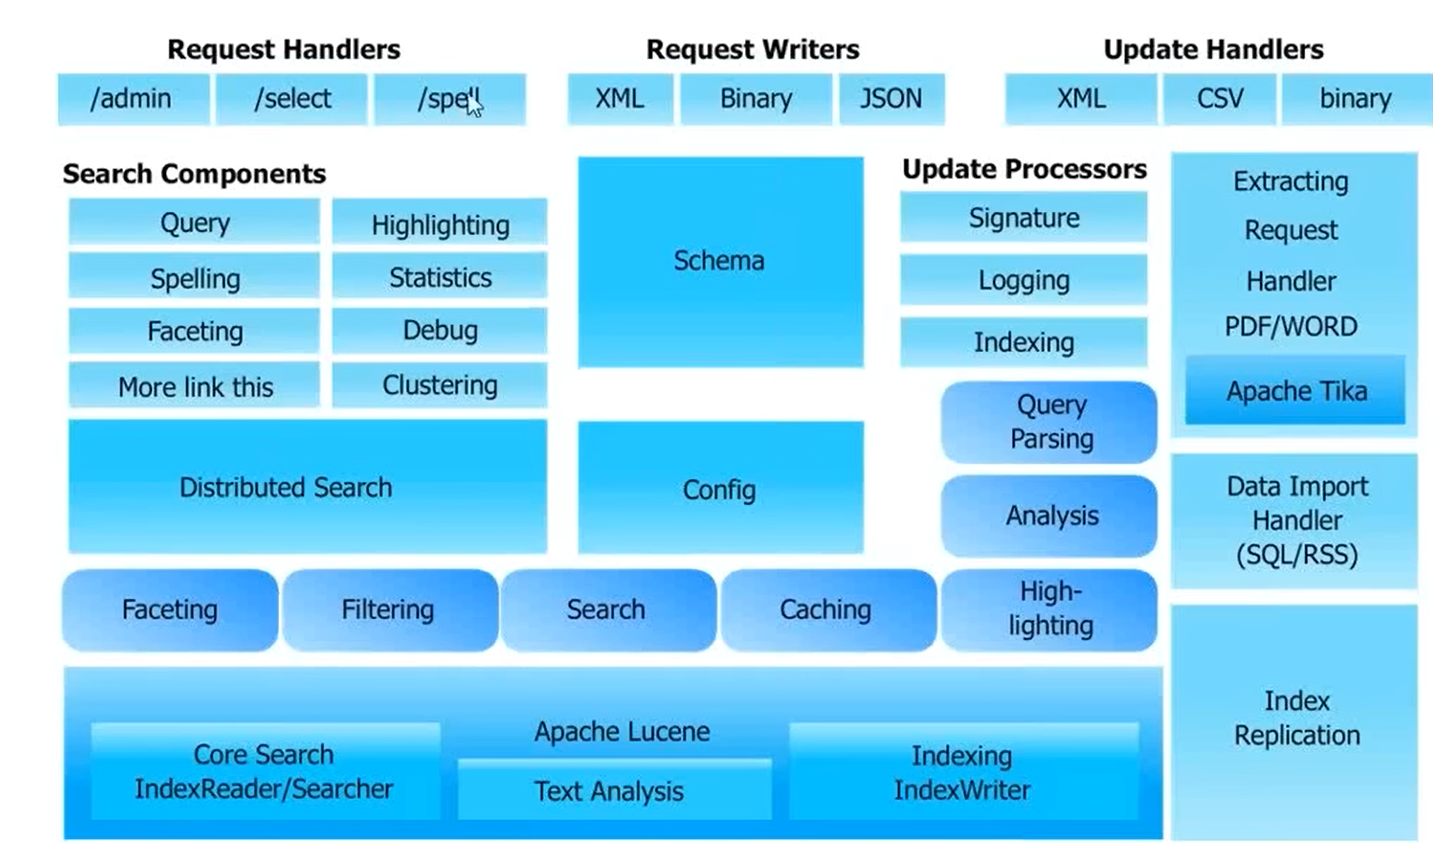 Request Handlers
/admin
/select
/spell
Request Writers
XML
Binary
JSON
Update Handlers
XML
CSV
binary
Search Components
Query
Highlighting
Spelling
Statistics
Faceting
Debug
More link this
Clustering
Distributed Search
Schema
Config
Update Processors
Signature
Logging
Indexing
Query
Parsing
Analysis
Extracting
Request
Handler
PDF/WORD
Apache Tika
Data Import
Handler
(SQL/RSS)
Faceting
Filtering
Search
Caching
High-
lighting
Apache Lucene
Core Search
IndexReader/Searcher
Text Analysis
Indexing
IndexWriter
Index
Replication